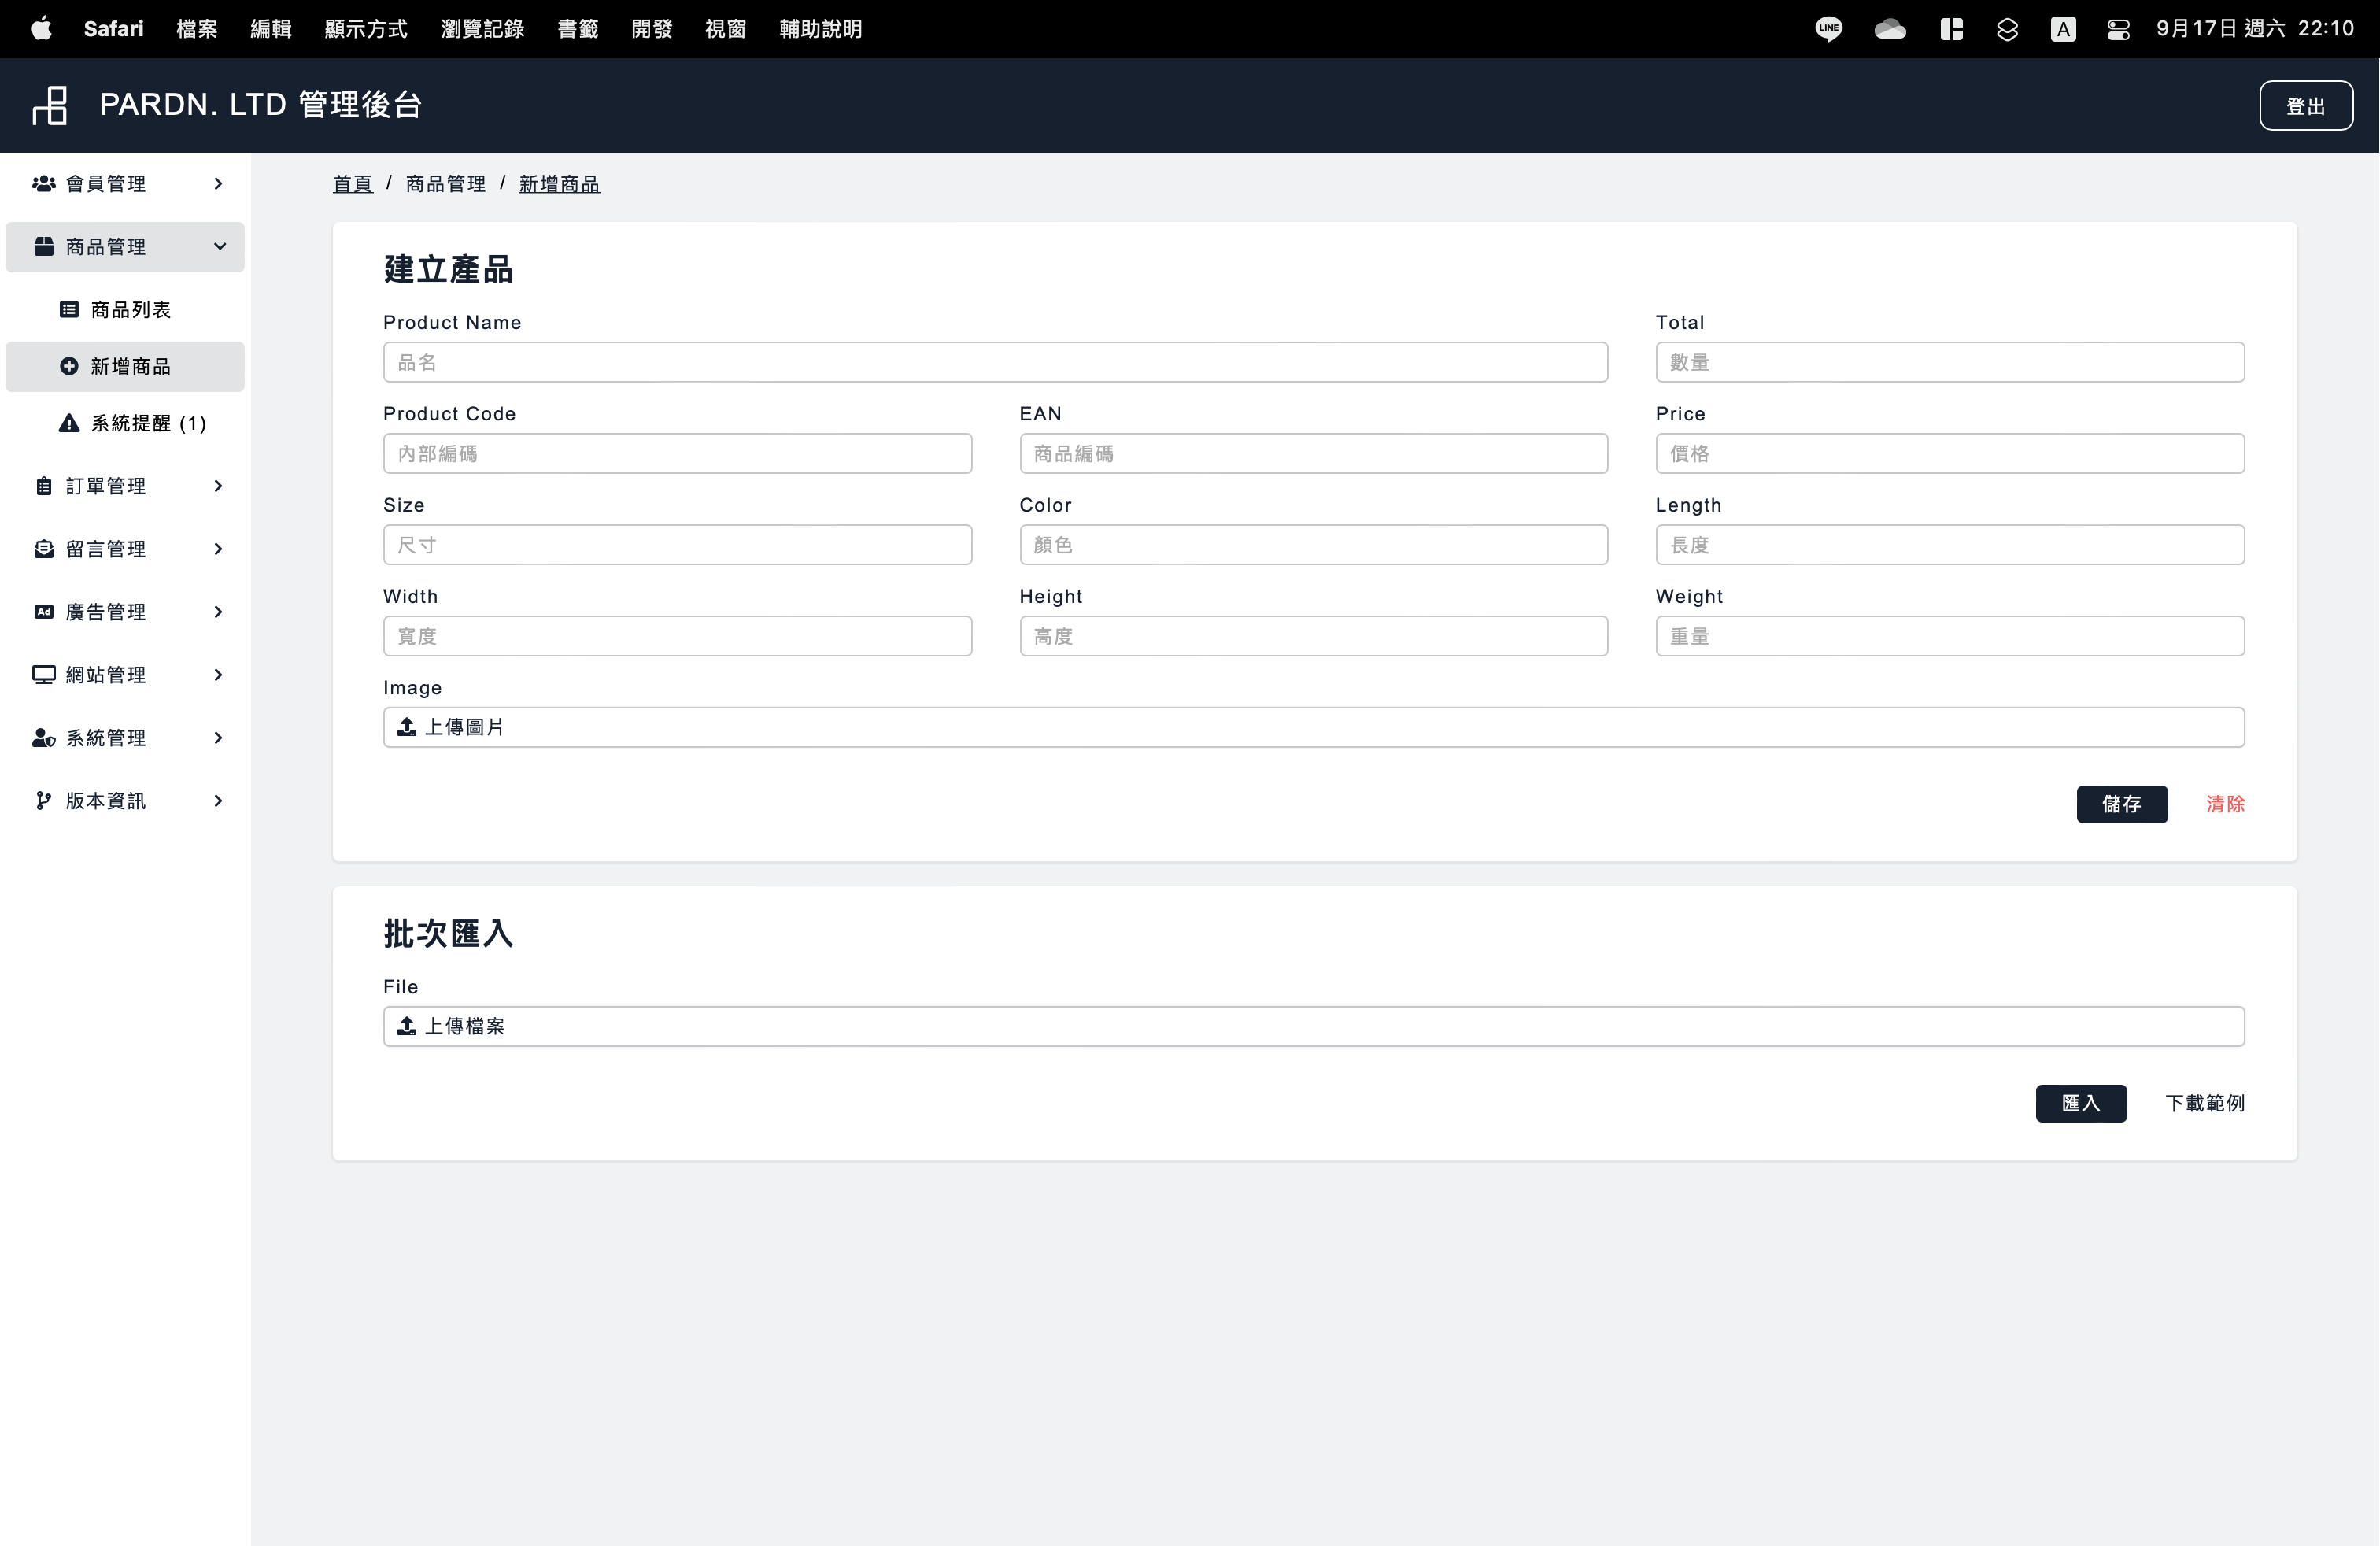 Safari 檔案 編輯 顯示方式 瀏覽記錄 書籤 開發 視窗 輔助說明 LINE A 9月17日 週六 22:10
PARDN. LTD 管理後台 登出
會員管理
商品管理
商品列表
新增商品
系統提醒 (1)
訂單管理
留言管理
Ad 廣告管理
網站管理
系統管理
版本資訊
首頁 / 商品管理 / 新增商品
建立產品
Product Name Total
品名 數量
Product Code EAN Price
內部編碼 商品編碼 價格
Size Color Length
尺寸 顏色 長度
Width Height Weight
寬度 高度 重量
Image
上傳圖片
儲存 清除
批次匯入
File
上傳檔案
匯入 下載範例